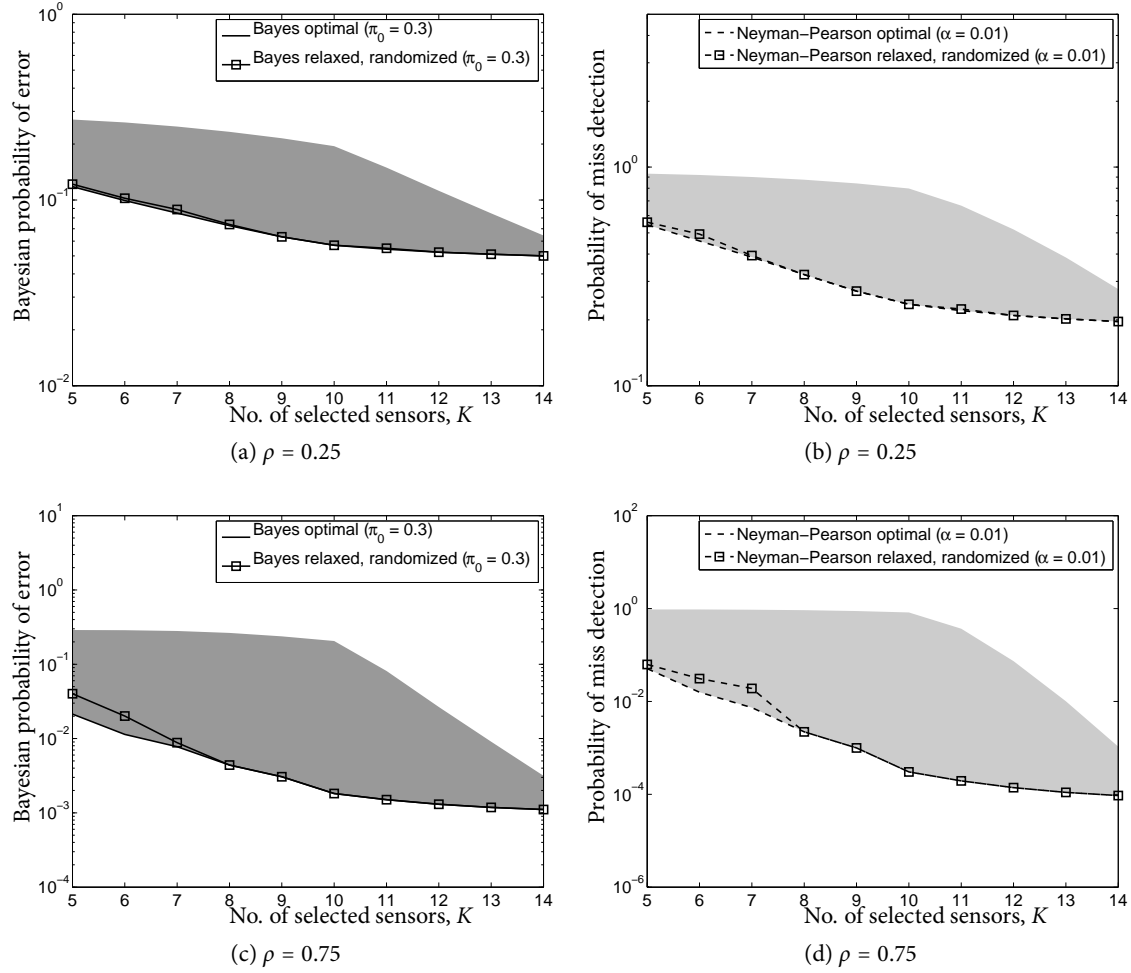 10^0
10^-1
10^-2
Bayesian probability of error
Bayes optimal (π_0 = 0.3)
Bayes relaxed, randomized (π_0 = 0.3)
5 6 7 8 9 10 11 12 13 14
No. of selected sensors, K
(a) ρ = 0.25
10^0
10^-1
Probability of miss detection
Neyman−Pearson optimal (α = 0.01)
Neyman−Pearson relaxed, randomized (α = 0.01)
5 6 7 8 9 10 11 12 13 14
No. of selected sensors, K
(b) ρ = 0.25
10^1
10^0
10^-1
10^-2
10^-3
10^-4
Bayesian probability of error
Bayes optimal (π_0 = 0.3)
Bayes relaxed, randomized (π_0 = 0.3)
5 6 7 8 9 10 11 12 13 14
No. of selected sensors, K
(c) ρ = 0.75
10^2
10^0
10^-2
10^-4
10^-6
Probability of miss detection
Neyman−Pearson optimal (α = 0.01)
Neyman−Pearson relaxed, randomized (α = 0.01)
5 6 7 8 9 10 11 12 13 14
No. of selected sensors, K
(d) ρ = 0.75